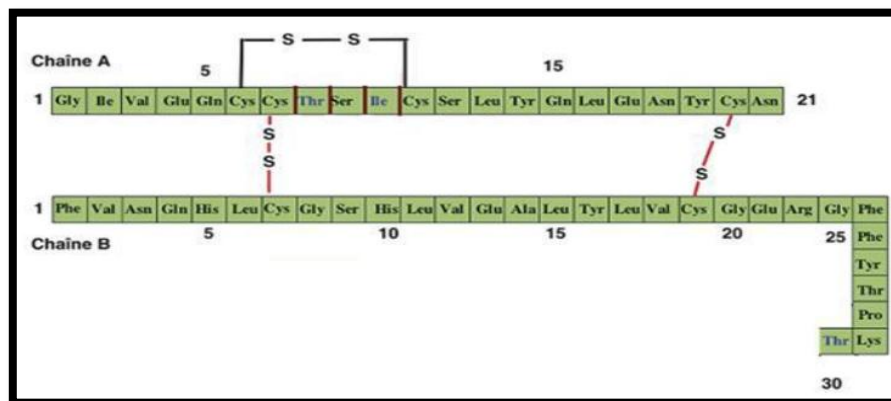 S S
Chaîne A
5 15
1 Gly Ile Val Glu Gln Cys Cys Thr Ser Ile Cys Ser Leu Tyr Gln Leu Glu Asn Tyr Cys Asn 21
S S
S S
1 Phe Val Asn Gln His Leu Cys Gly Ser His Leu Val Glu Ala Leu Tyr Leu Val Cys Gly Glu Arg Gly Phe
Chaîne B 5 10 15 20 25 Phe
Tyr
Thr
Pro
Thr Lys
30